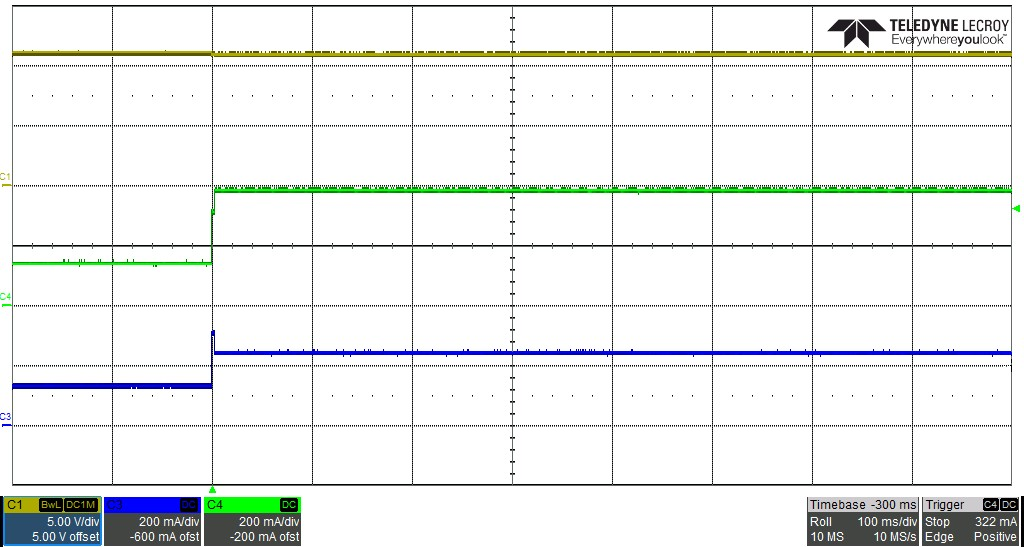 TELEDYNE LECROY
Everywhereyoulook™
C1
C4
C3
C1 BwL DC1M
5.00 V/div
5.00 V offset
C3 DC
200 mA/div
-600 mA ofst
C4 DC
200 mA/div
-200 mA ofst
Timebase -300 ms
Roll 100 ms/div
10 MS 10 MS/s
Trigger C4 DC
Stop 322 mA
Edge Positive